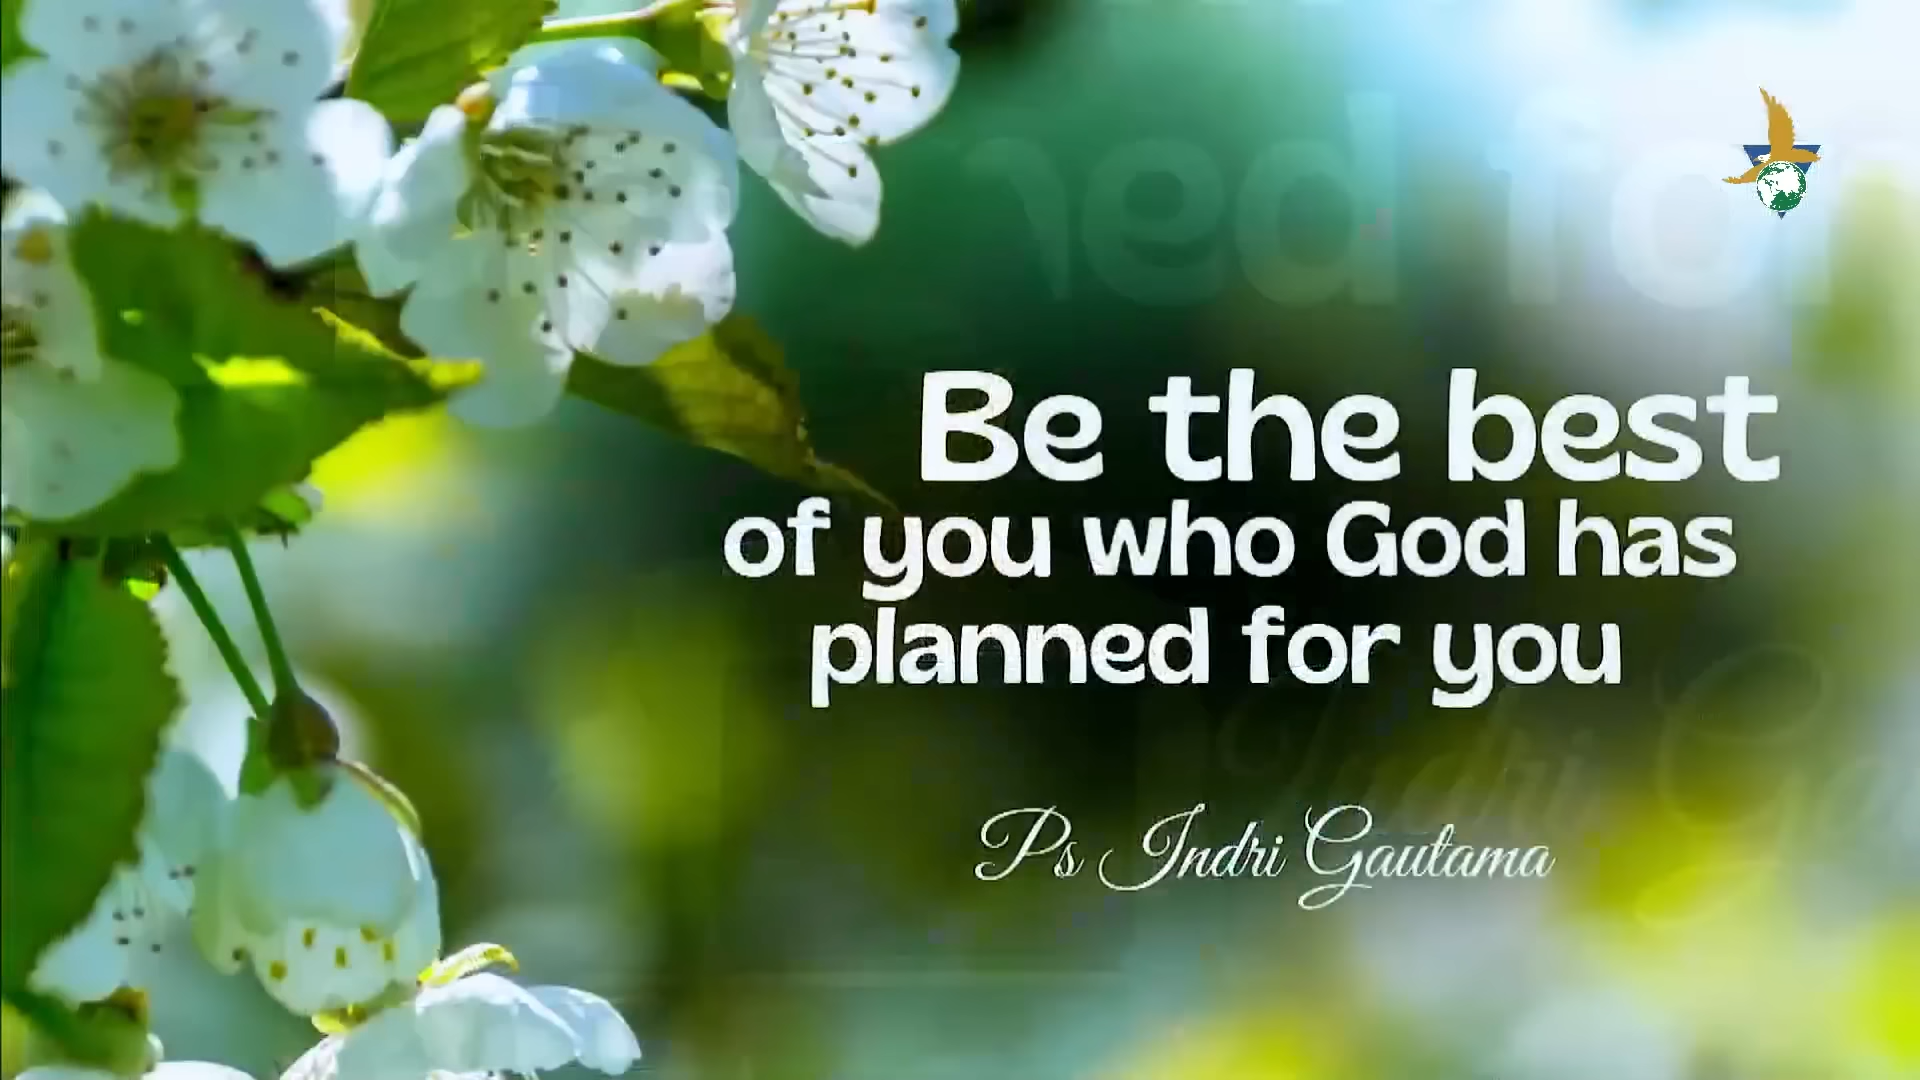 Be the best
of you who God has
planned for you
Ps Indri Gautama